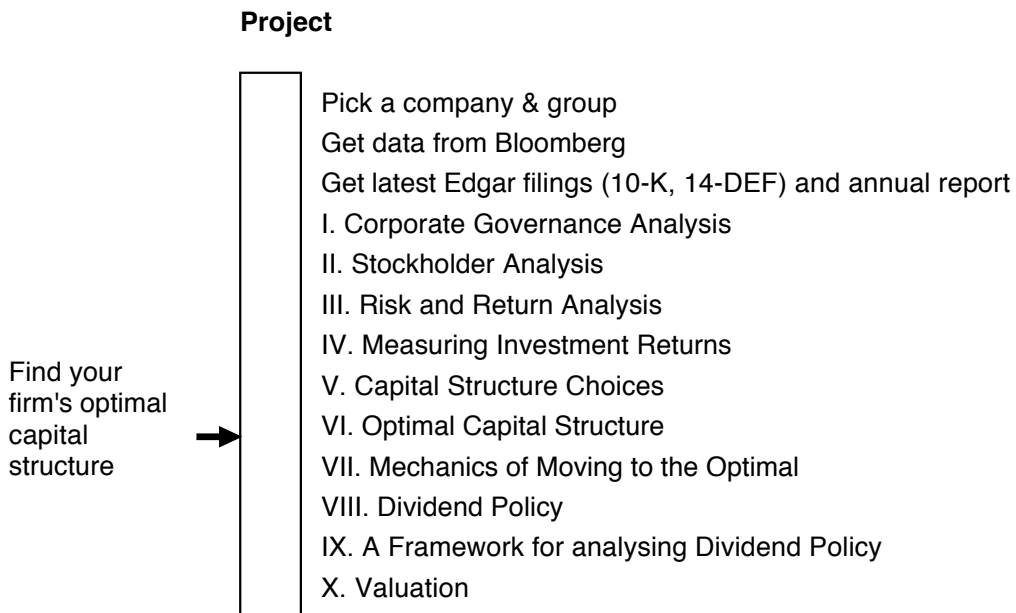 Project
Pick a company & group
Get data from Bloomberg
Get latest Edgar filings (10-K, 14-DEF) and annual report
I. Corporate Governance Analysis
II. Stockholder Analysis
III. Risk and Return Analysis
IV. Measuring Investment Returns
V. Capital Structure Choices
VI. Optimal Capital Structure
VII. Mechanics of Moving to the Optimal
VIII. Dividend Policy
IX. A Framework for analysing Dividend Policy
X. Valuation
Find your
firm's optimal
capital
structure